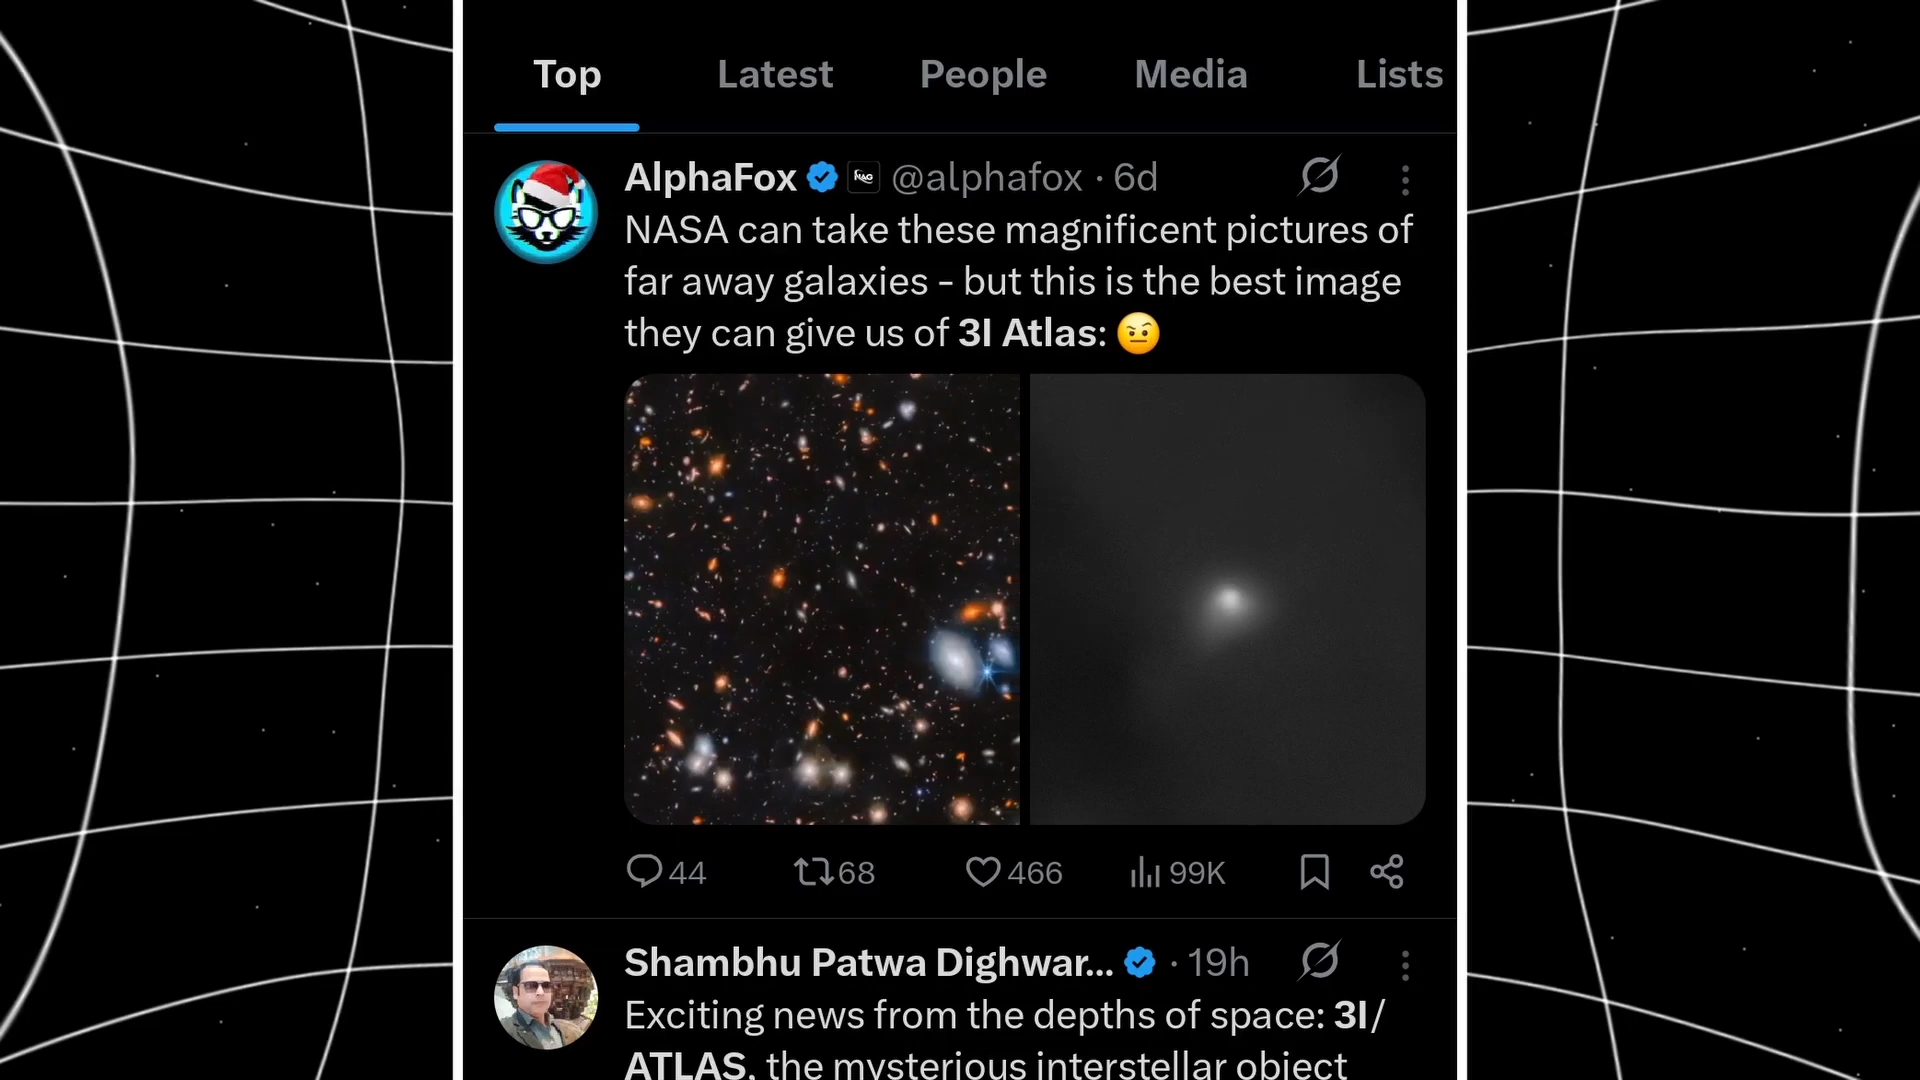 Top Latest People Media Lists
AlphaFox @alphafox · 6d
NASA can take these magnificent pictures of
far away galaxies - but this is the best image
they can give us of 3I Atlas: 🤨
44 68 466 99K
Shambhu Patwa Dighwar... · 19h
Exciting news from the depths of space: 3I/
ATLAS, the mysterious interstellar object